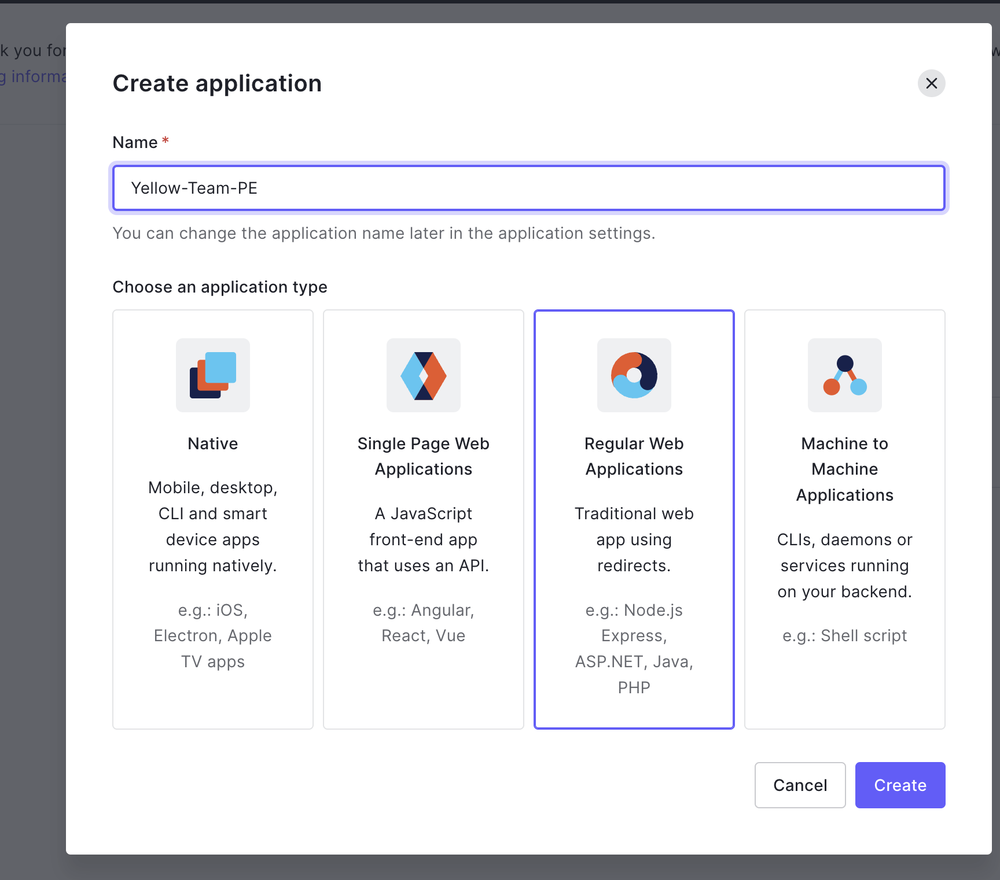 k you for
g informa
Create application
Name *
Yellow-Team-PE
You can change the application name later in the application settings.
Choose an application type
Native
Mobile, desktop,
CLI and smart
device apps
running natively.
e.g.: iOS,
Electron, Apple
TV apps
Single Page Web
Applications
A JavaScript
front-end app
that uses an API.
e.g.: Angular,
React, Vue
Regular Web
Applications
Traditional web
app using
redirects.
e.g.: Node.js
Express,
ASP.NET, Java,
PHP
Machine to
Machine
Applications
CLIs, daemons or
services running
on your backend.
e.g.: Shell script
Cancel
Create